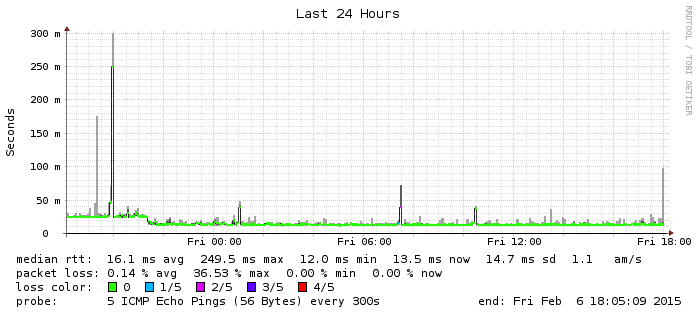 Last 24 Hours
RRDTOOL / TOBI OETIKER
Seconds
300 m
250 m
200 m
150 m
100 m
50 m
0
Fri 00:00 Fri 06:00 Fri 12:00 Fri 18:00
median rtt: 16.1 ms avg 249.5 ms max 12.0 ms min 13.5 ms now 14.7 ms sd 1.1 am/s
packet loss: 0.14 % avg 36.53 % max 0.00 % min 0.00 % now
loss color: 0 1/5 2/5 3/5 4/5
probe: 5 ICMP Echo Pings (56 Bytes) every 300s end: Fri Feb 6 18:05:09 2015